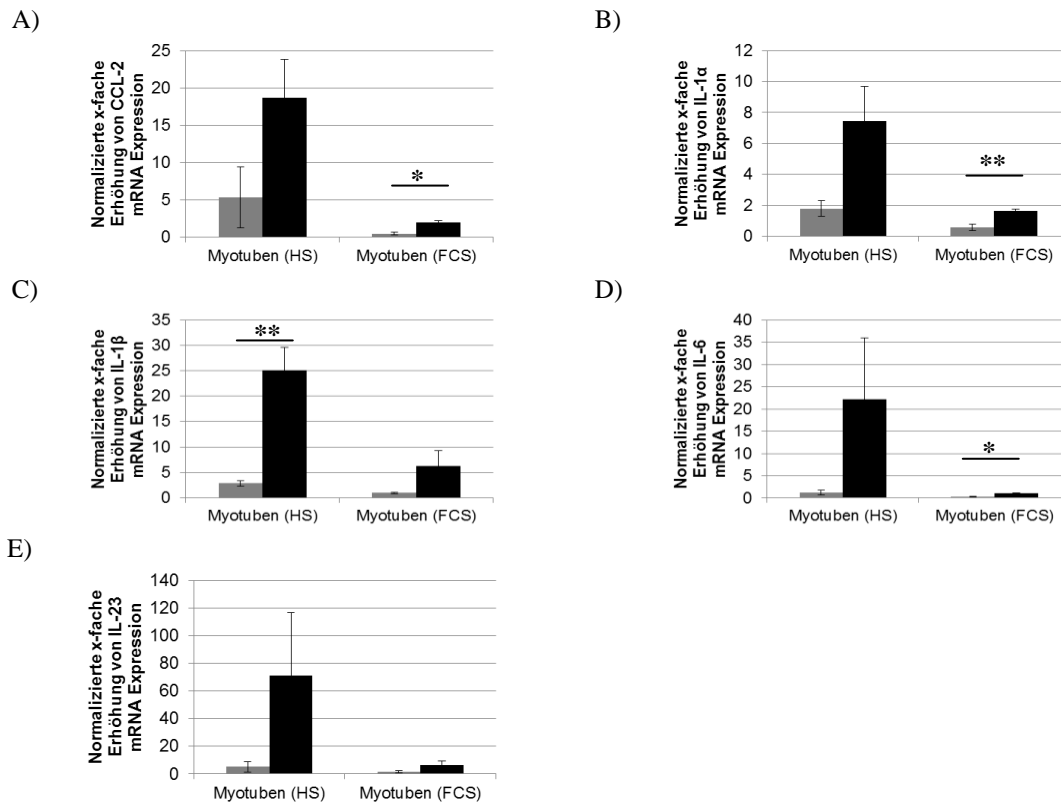 A)
Normalizierte x-fache
Erhöhung von CCL-2
mRNA Expression
25
20
15
10
5
0
*
Myotuben (HS)
Myotuben (FCS)
B)
Normalizierte x-fache
Erhöhung von IL-1α
mRNA Expression
12
10
8
6
4
2
0
**
Myotuben (HS)
Myotuben (FCS)
C)
Normalizierte x-fache
Erhöhung von IL-1β
mRNA Expression
35
30
25
20
15
10
5
0
**
Myotuben (HS)
Myotuben (FCS)
D)
Normalizierte x-fache
Erhöhung von IL-6
mRNA Expression
40
35
30
25
20
15
10
5
0
*
Myotuben (HS)
Myotuben (FCS)
E)
Normalizierte x-fache
Erhöhung von IL-23
mRNA Expression
140
120
100
80
60
40
20
0
Myotuben (HS)
Myotuben (FCS)